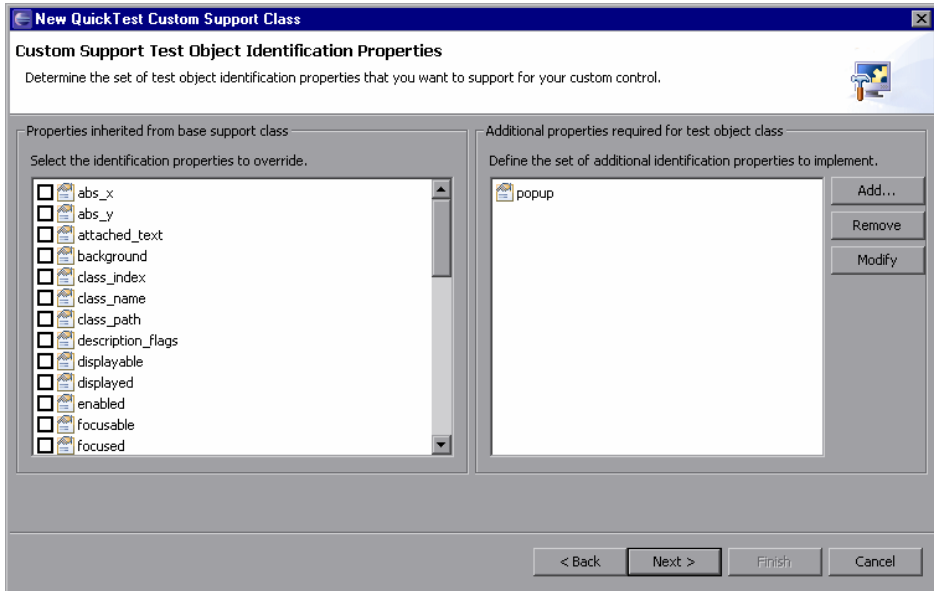 New QuickTest Custom Support Class
Custom Support Test Object Identification Properties
Determine the set of test object identification properties that you want to support for your custom control.
Properties inherited from base support class
Select the identification properties to override.
abs_x
abs_y
attached_text
background
class_index
class_name
class_path
description_flags
displayable
displayed
enabled
focusable
focused
Additional properties required for test object class
Define the set of additional identification properties to implement.
popup
Add...
Remove
Modify
< Back
Next >
Finish
Cancel